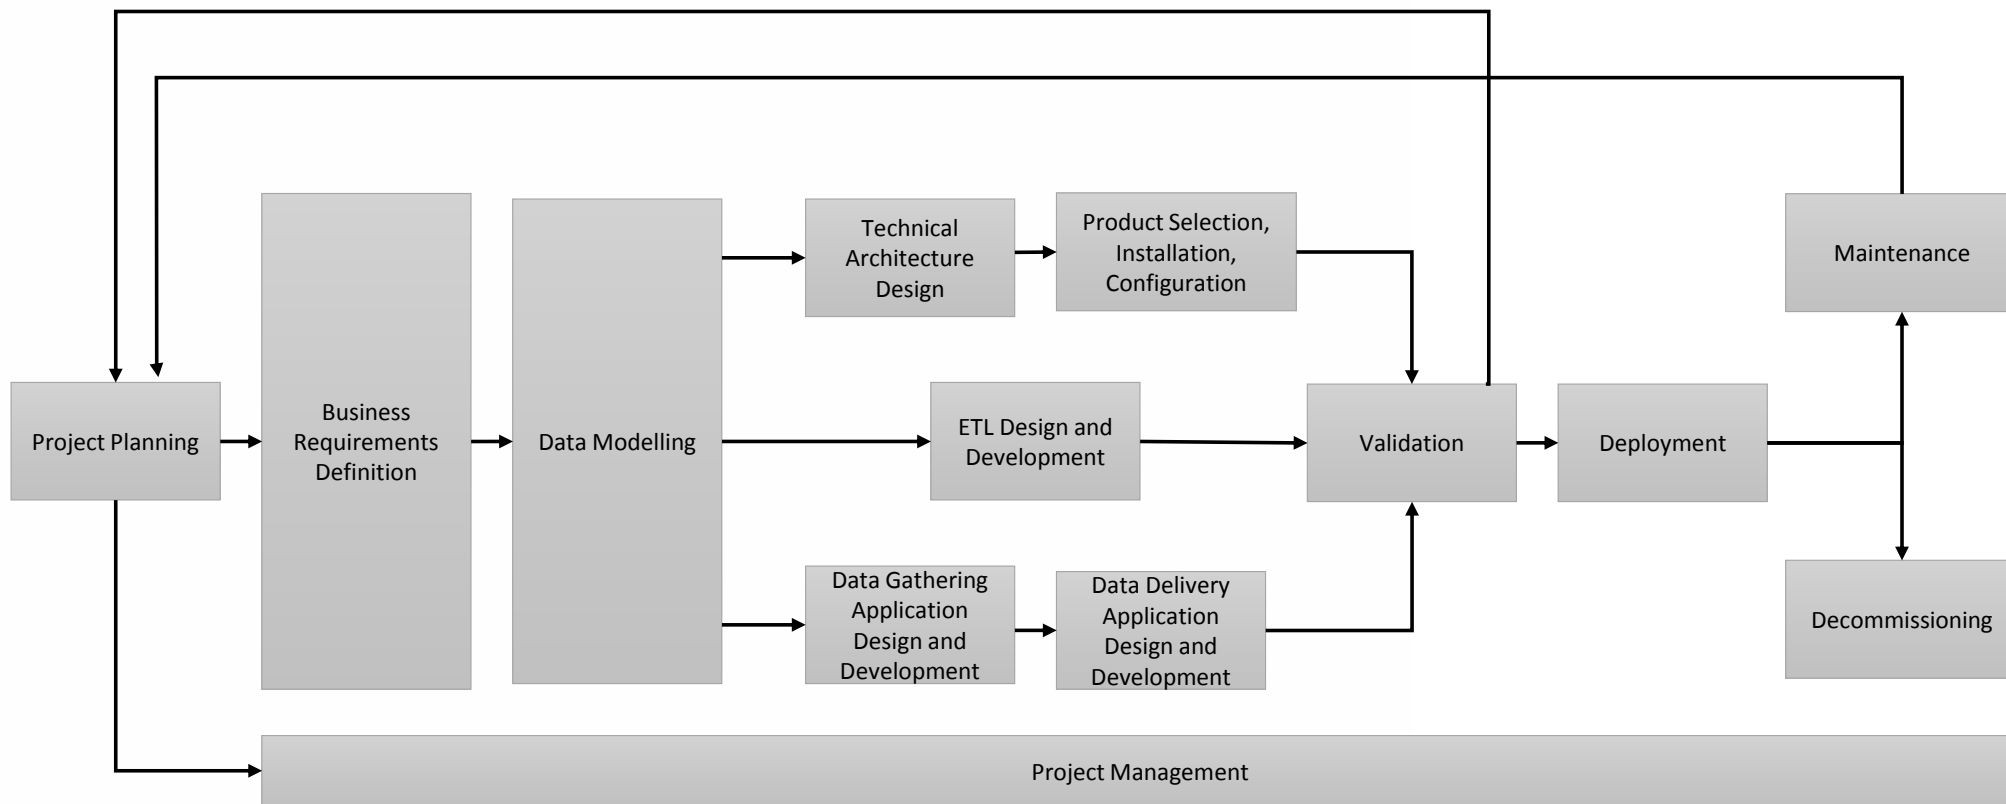 Project Planning
Business
Requirements
Definition
Data Modelling
Technical
Architecture
Design
Product Selection,
Installation,
Configuration
ETL Design and
Development
Data Gathering
Application
Design and
Development
Data Delivery
Application
Design and
Development
Validation
Deployment
Maintenance
Decommissioning
Project Management